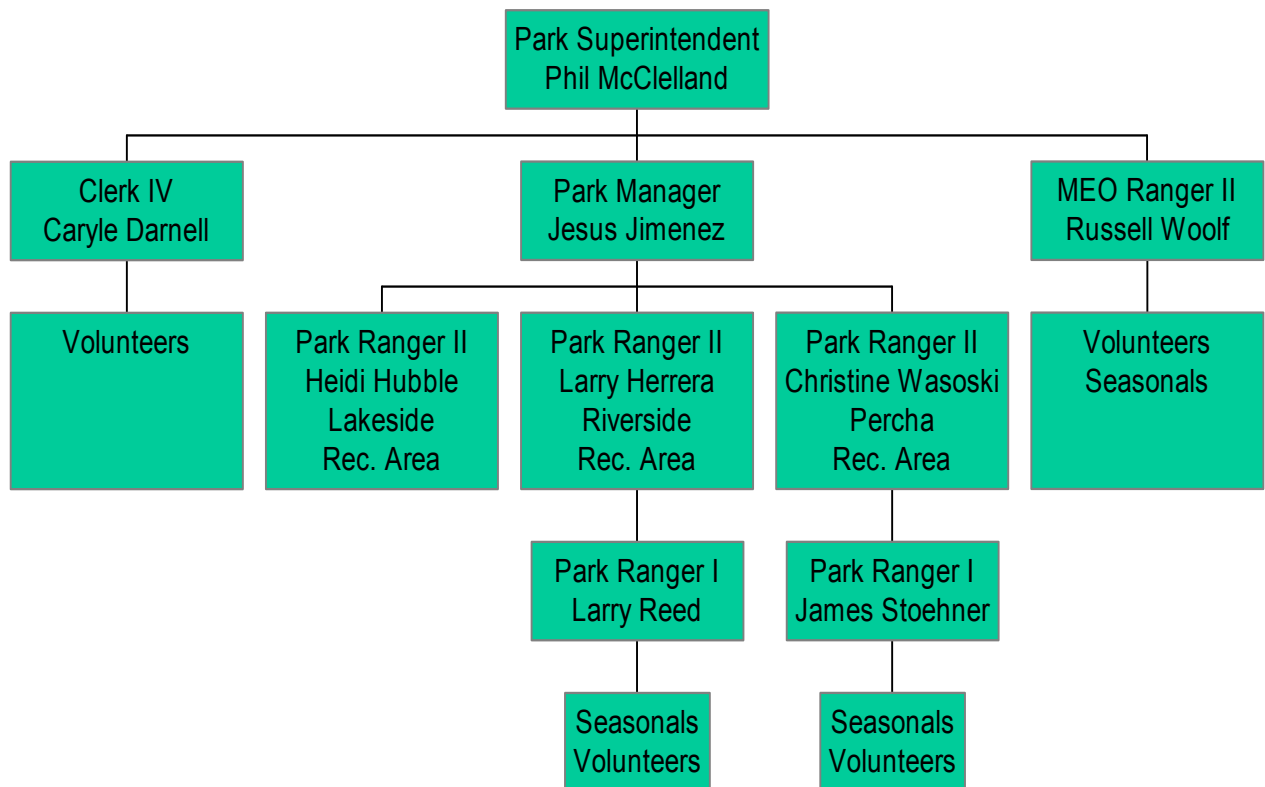 Park Superintendent
Phil McClelland
Clerk IV
Caryle Darnell
Park Manager
Jesus Jimenez
MEO Ranger II
Russell Woolf
Volunteers
Park Ranger II
Heidi Hubble
Lakeside
Rec. Area
Park Ranger II
Larry Herrera
Riverside
Rec. Area
Park Ranger II
Christine Wasoski
Percha
Rec. Area
Volunteers
Seasonals
Park Ranger I
Larry Reed
Park Ranger I
James Stoehner
Seasonals
Volunteers
Seasonals
Volunteers